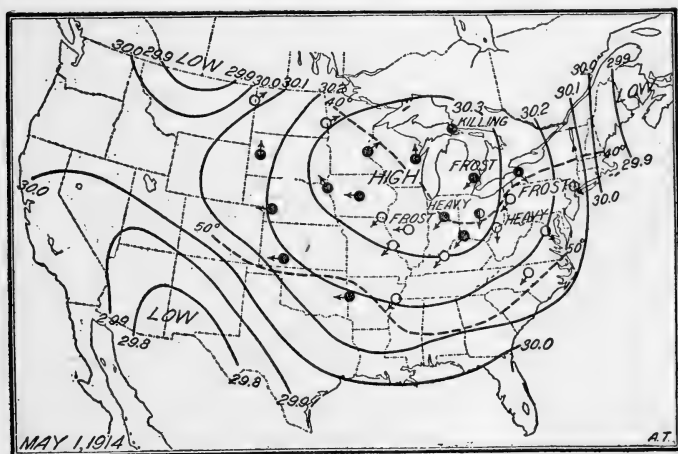 30.0 29.9 LOW 29.9 30.0 30.1 30.2 40°
30.3 30.2 30.1 30.0 29.9
LOW
KILLING
40°
29.9
HIGH FROST
FROST
30.0
30.0
HEAVY
FROST HEAVY
50° 50°
LOW
29.9
29.8
29.8
29.9
30.0
MAY 1, 1914
A.T.